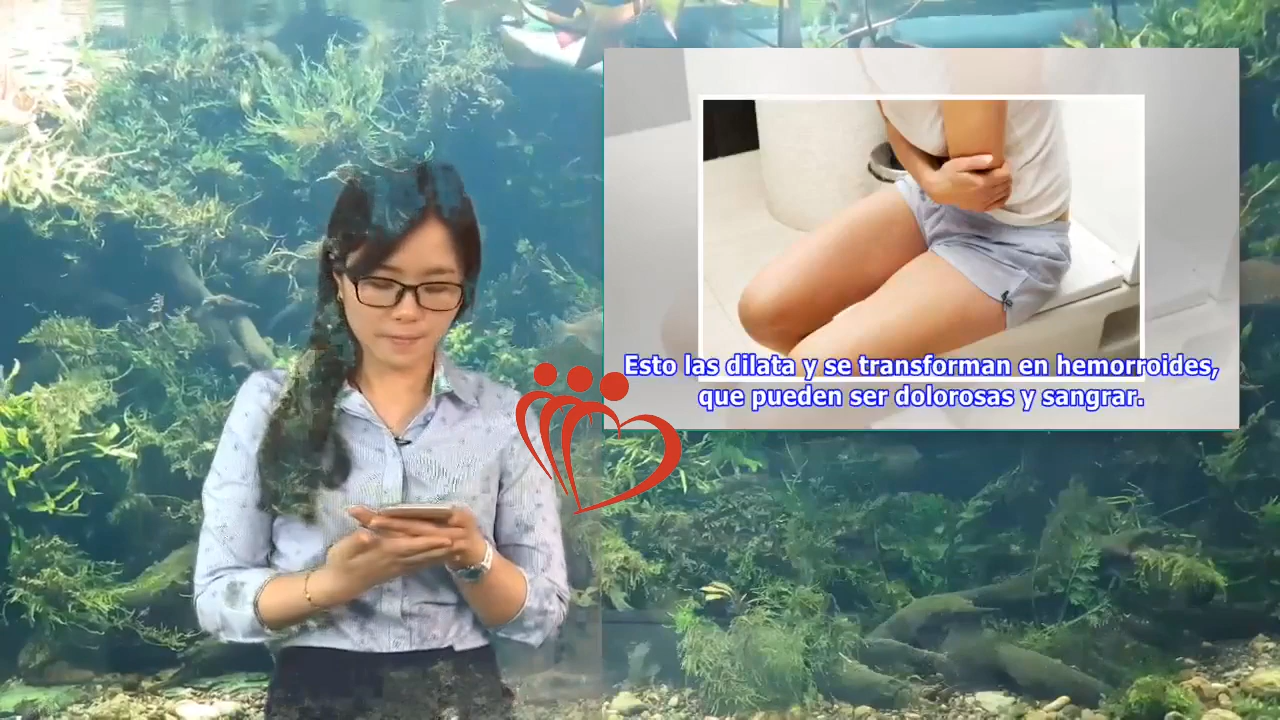 Esto las dilata y se transforman en hemorroides,
que pueden ser dolorosas y sangrar.